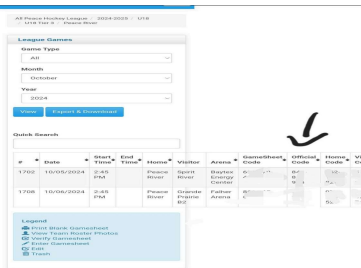 All Peace Hockey League / 2024-2025 / U18
/ U18 Tier 3 / Peace River
League Games
Game Type
All
Month
October
Year
2024
View Export & Download
Quick Search
# Date Start Time End Time Home Visitor Arena GameSheet Code Official Code Home Code
1702 10/05/2024 2:45 PM Peace River Spirit River Baytex Energy Center
1708 10/06/2024 2:45 PM Peace River Grande Prairie B2 Father Arena
Legend
Print Blank Gamesheet
View Team Roster Photos
Verify Gamesheet
Enter Gamesheet
Edit
Trash